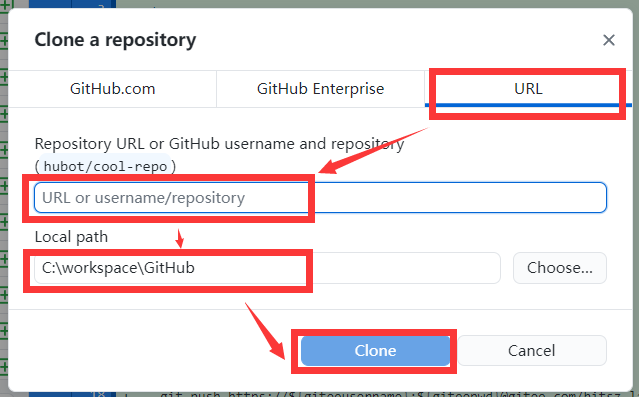 Clone a repository
GitHub.com
GitHub Enterprise
URL
Repository URL or GitHub username and repository
(hubot/cool-repo)
URL or username/repository
Local path
C:\workspace\GitHub
Choose...
Clone
Cancel